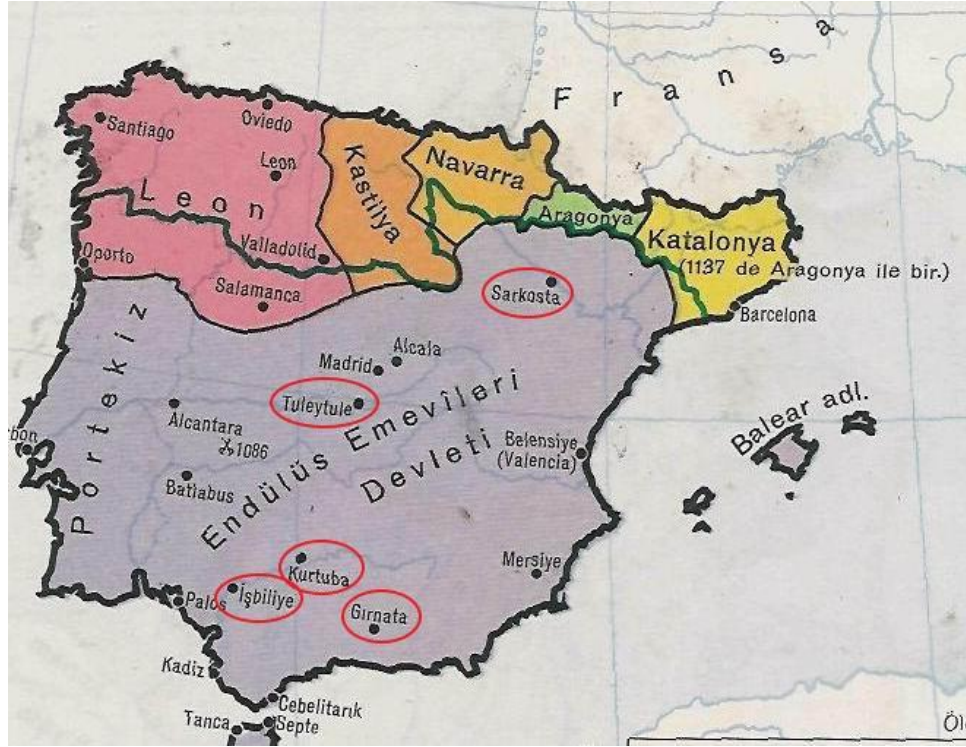 Fransa
Santiago
Oviedo
Leon
Leon
Kastilya
Navarra
Aragonya
Katalonya
(1137 de Aragonya ile bir.)
Oporto
Valladolid
Salamanca
Sarkosta
Barcelona
Portekiz
Madrid
Alcala
Tuleytule
Alcantara
1086
Endülüs Emevîleri
Devleti
Balear adl.
Belensiye
(Valencia)
Batlabus
Kurtuba
Mersiye
İşbiliye
Palos
Gırnata
Kadiz
Cebelitarık
Tanca
Septe